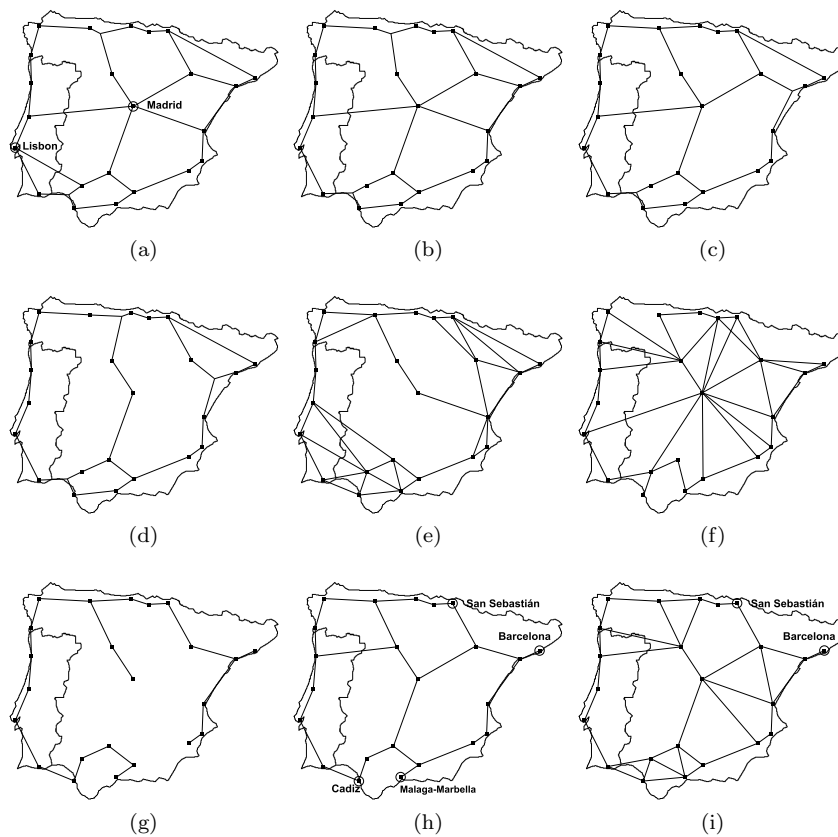 Madrid
Lisbon
(a)
(b)
(c)
(d)
(e)
(f)
San Sebastián
Barcelona
Cadiz
Malaga-Marbella
San Sebastián
Barcelona
(g)
(h)
(i)